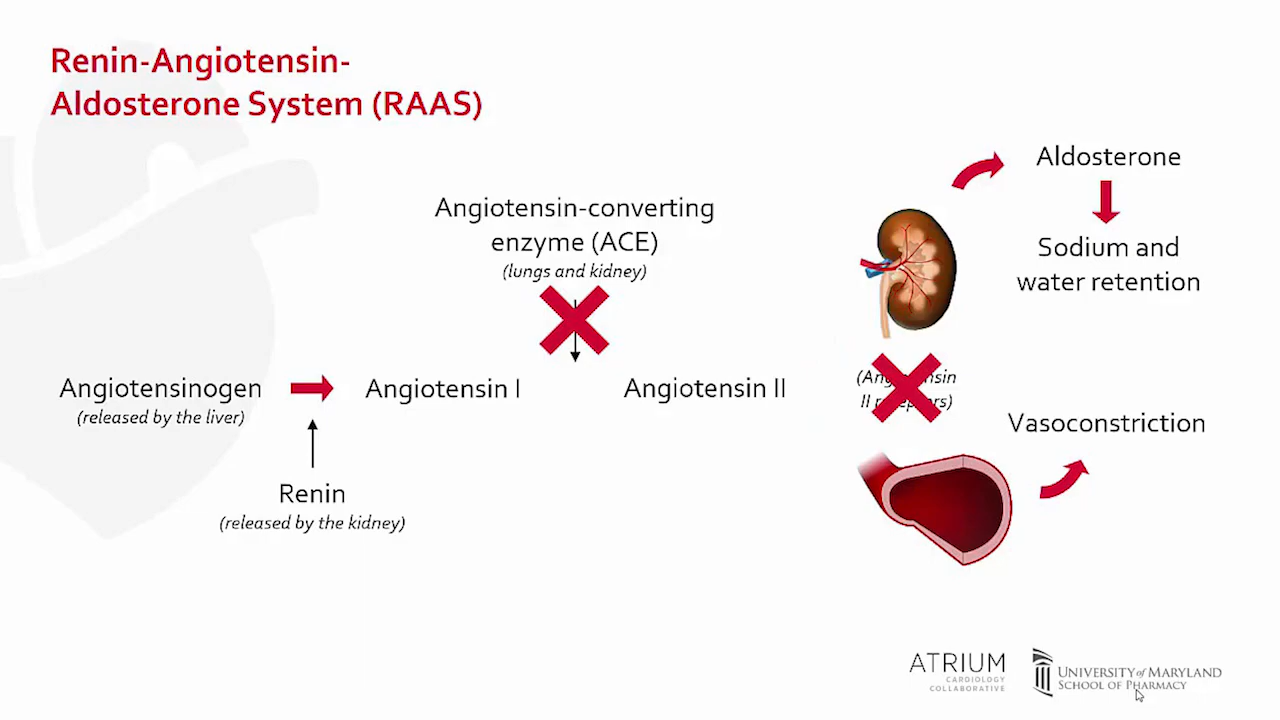 Renin-Angiotensin-
Aldosterone System (RAAS)
Aldosterone
Sodium and
water retention
Angiotensin-converting
enzyme (ACE)
(lungs and kidney)
Angiotensinogen
(released by the liver)
Angiotensin I
Angiotensin II
(Angiotensin
II receptors)
Vasoconstriction
Renin
(released by the kidney)
ATRIUM
CARDIOLOGY
COLLABORATIVE
UNIVERSITY of MARYLAND
SCHOOL OF PHARMACY